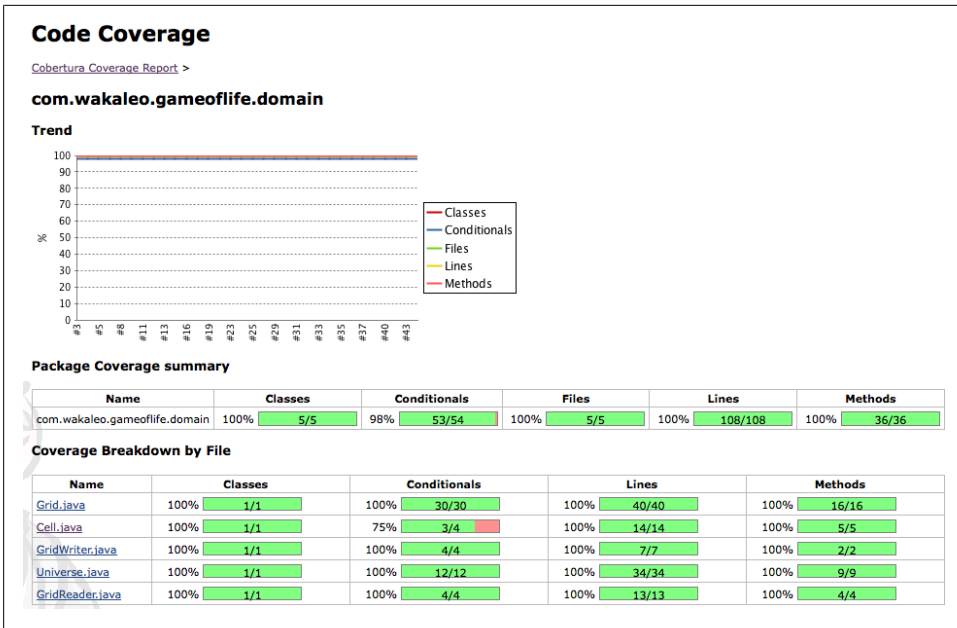 Code Coverage
Cobertura Coverage Report >
com.wakaleo.gameoflife.domain
Trend
100
90
80
70
60
50
40
30
20
10
0
%
#3 #5 #8 #11 #13 #16 #19 #23 #25 #29 #31 #33 #35 #37 #40 #43
Classes
Conditionals
Files
Lines
Methods
Package Coverage summary
Name Classes Conditionals Files Lines Methods
com.wakaleo.gameoflife.domain 100% 5/5 98% 53/54 100% 5/5 100% 108/108 100% 36/36
Coverage Breakdown by File
Name Classes Conditionals Lines Methods
Grid.java 100% 1/1 100% 30/30 100% 40/40 100% 16/16
Cell.java 100% 1/1 75% 3/4 100% 14/14 100% 5/5
GridWriter.java 100% 1/1 100% 4/4 100% 7/7 100% 2/2
Universe.java 100% 1/1 100% 12/12 100% 34/34 100% 9/9
GridReader.java 100% 1/1 100% 4/4 100% 13/13 100% 4/4